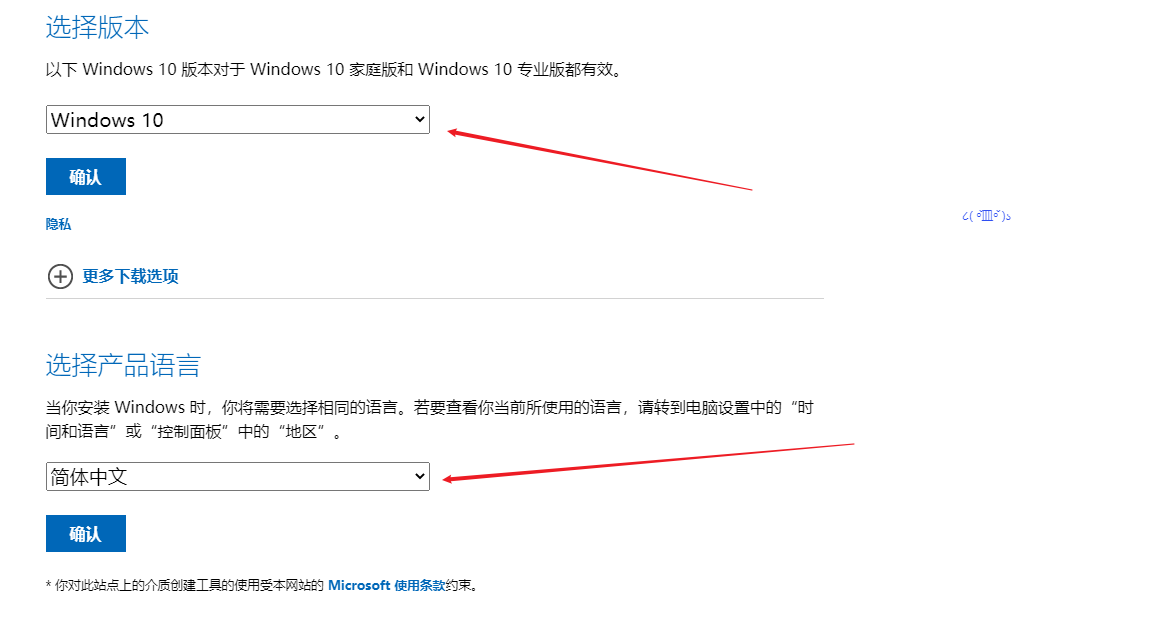 选择版本
以下 Windows 10 版本对于 Windows 10 家庭版和 Windows 10 专业版都有效。
Windows 10
确认
隐私
更多下载选项
选择产品语言
当你安装 Windows 时，你将需要选择相同的语言。若要查看你当前所使用的语言，请转到电脑设置中的“时
间和语言”或“控制面板”中的“地区”。
简体中文
确认
* 你对此站点上的介质创建工具的使用受本网站的 Microsoft 使用条款约束。